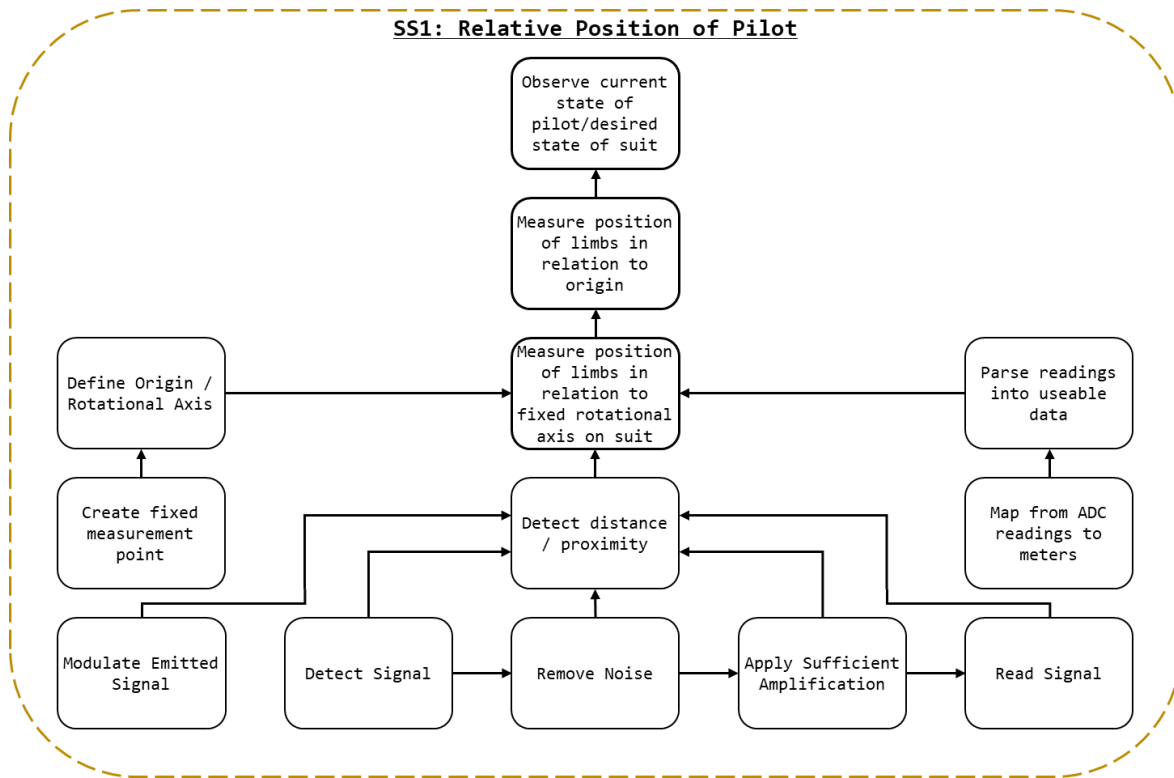 SS1: Relative Position of Pilot
Observe current
state of
pilot/desired
state of suit
Measure position
of limbs in
relation to
origin
Define Origin /
Rotational Axis
Measure position
of limbs in
relation to
fixed rotational
axis on suit
Parse readings
into useable
data
Create fixed
measurement
point
Detect distance
/ proximity
Map from ADC
readings to
meters
Modulate Emitted
Signal
Detect Signal
Remove Noise
Apply Sufficient
Amplification
Read Signal